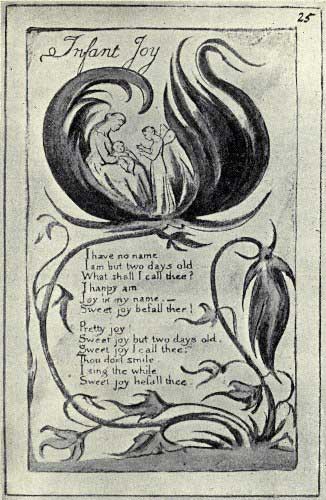 25
Infant Joy
I have no name
I am but two days old
What shall I call thee?
I happy am
Joy is my name.—
Sweet joy befall thee!
Pretty joy!
Sweet joy but two days old.
Sweet joy I call thee:
Thou dost smile.
I sing the while
Sweet joy befall thee.